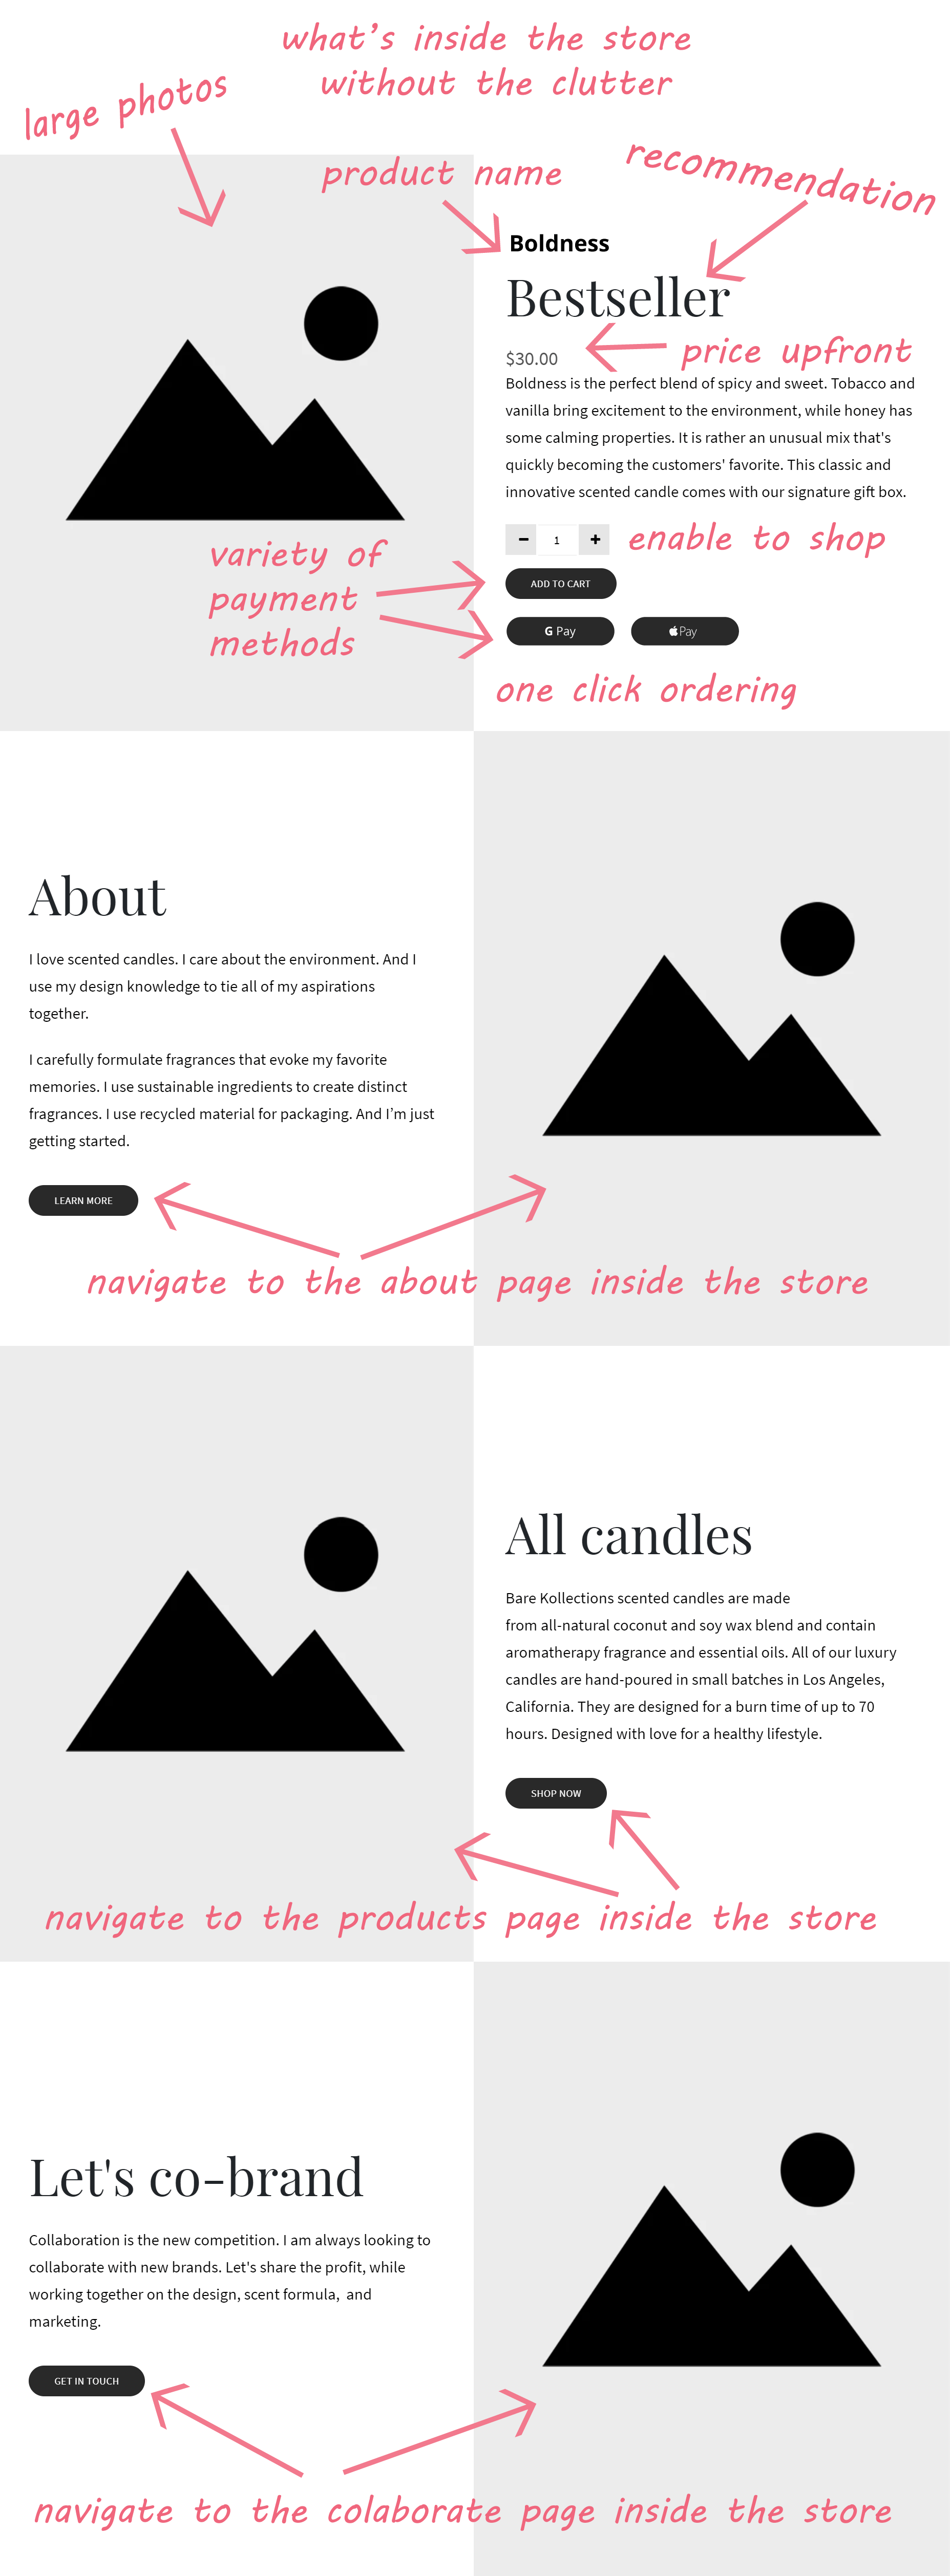 what's inside the store
without the clutter
large photos
product name
recommendation
Boldness
Bestseller
$30.00
price upfront
Boldness is the perfect blend of spicy and sweet. Tobacco and
vanilla bring excitement to the environment, while honey has
some calming properties. It is rather an unusual mix that's
quickly becoming the customers' favorite. This classic and
innovative scented candle comes with our signature gift box.
1
enable to shop
variety of
payment
methods
ADD TO CART
G Pay
Pay
one click ordering
About
I love scented candles. I care about the environment. And I
use my design knowledge to tie all of my aspirations
together.
I carefully formulate fragrances that evoke my favorite
memories. I use sustainable ingredients to create distinct
fragrances. I use recycled material for packaging. And I'm just
getting started.
LEARN MORE
navigate to the about page inside the store
All candles
Bare Kollections scented candles are made
from all-natural coconut and soy wax blend and contain
aromatherapy fragrance and essential oils. All of our luxury
candles are hand-poured in small batches in Los Angeles,
California. They are designed for a burn time of up to 70
hours. Designed with love for a healthy lifestyle.
SHOP NOW
navigate to the products page inside the store
Let's co-brand
Collaboration is the new competition. I am always looking to
collaborate with new brands. Let's share the profit, while
working together on the design, scent formula, and
marketing.
GET IN TOUCH
navigate to the colaborate page inside the store